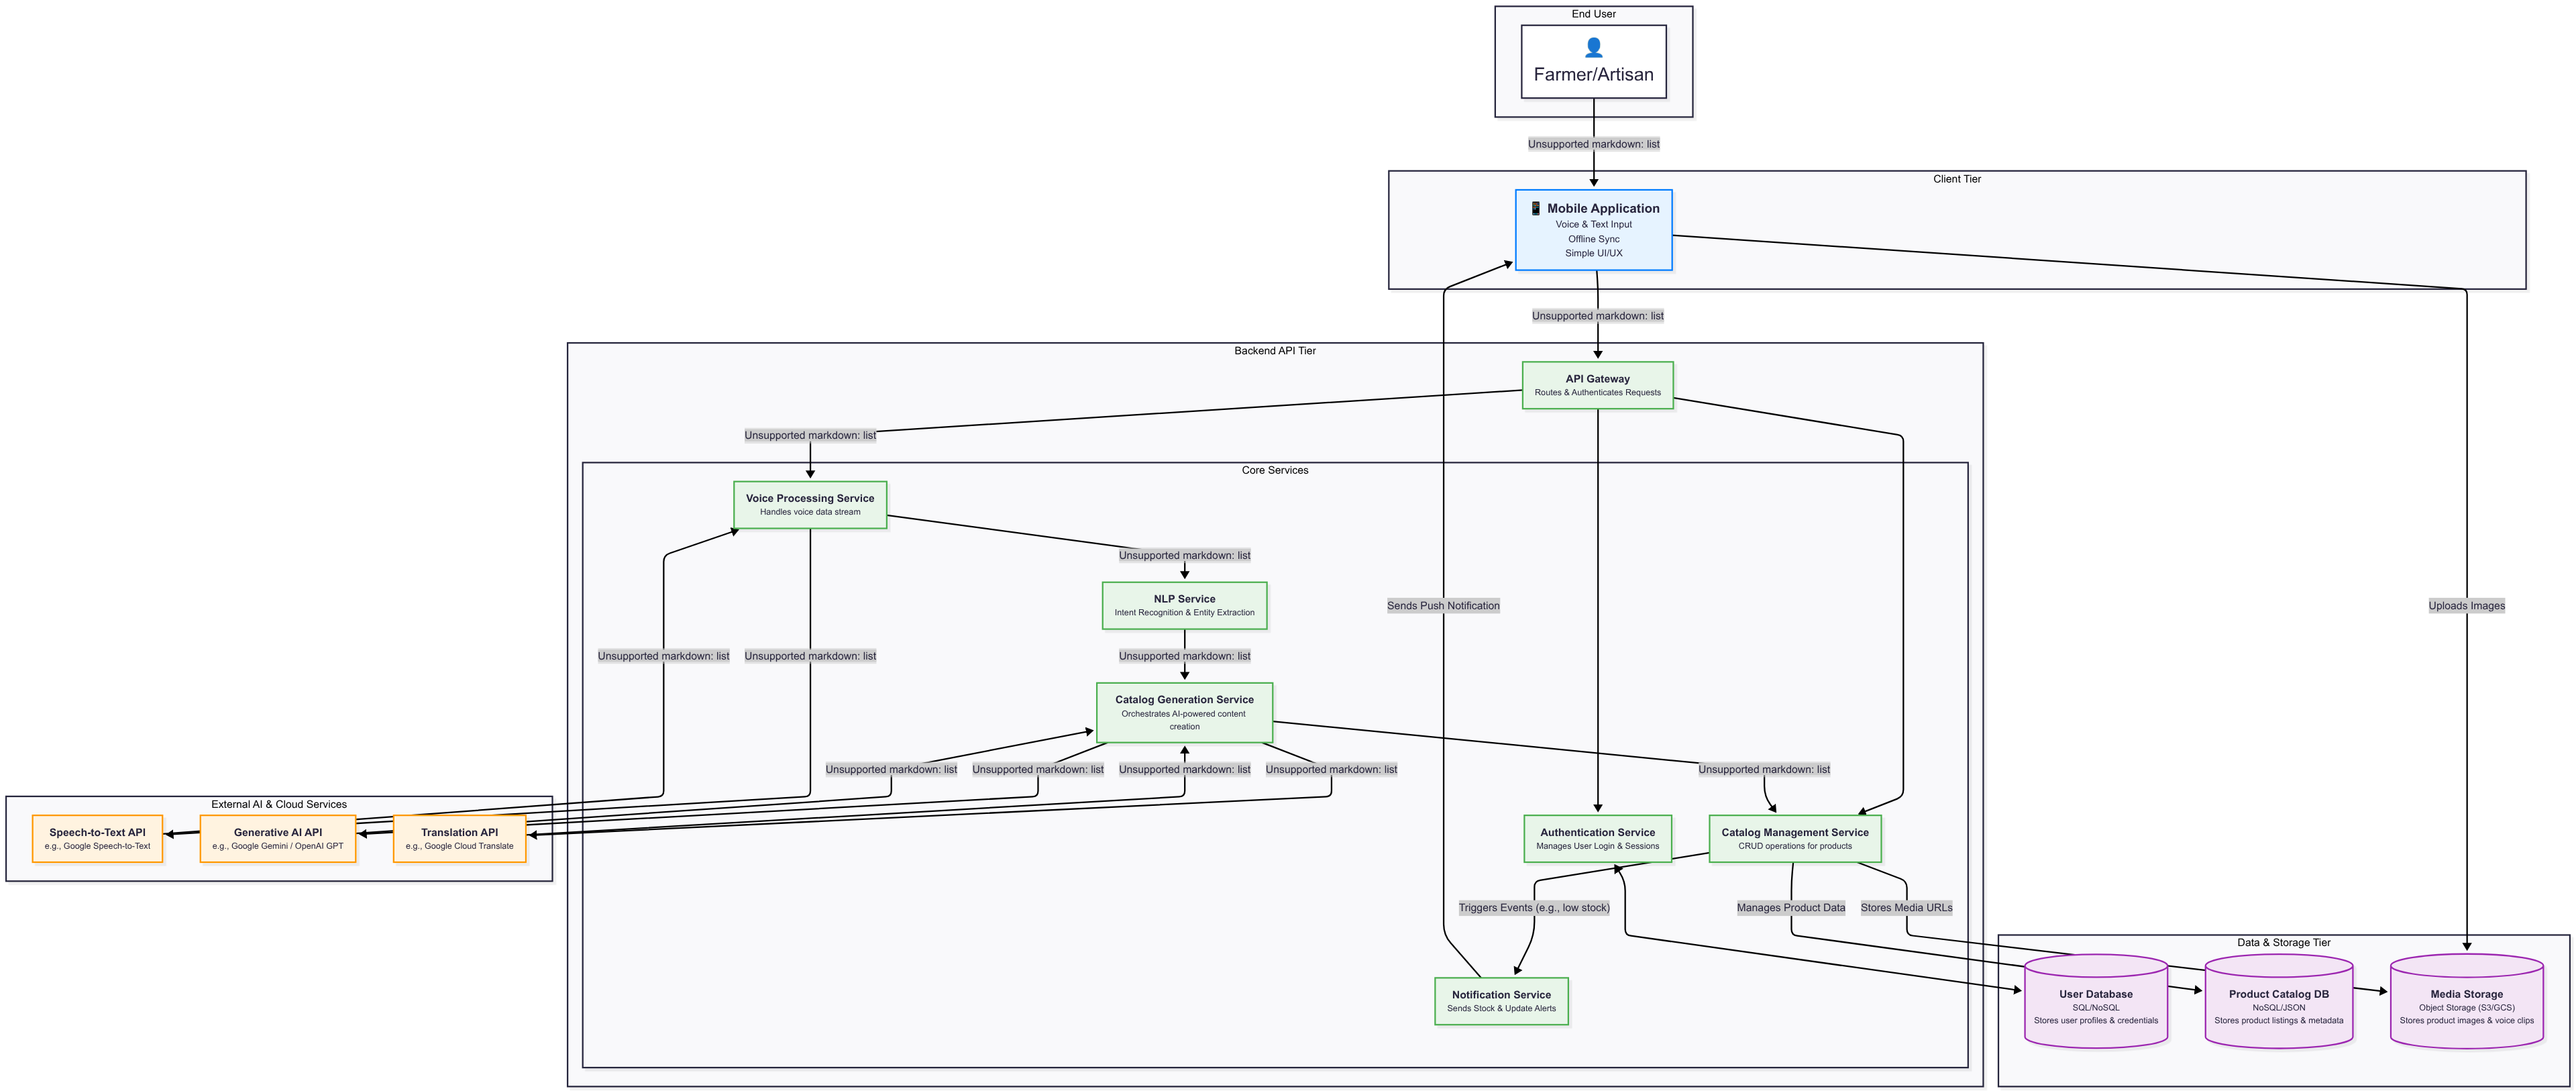 End User
👤
Farmer/Artisan
Unsupported markdown: list
Client Tier
📱 Mobile Application
Voice & Text Input
Offline Sync
Simple UI/UX
Unsupported markdown: list
Backend API Tier
API Gateway
Routes & Authenticates Requests
Unsupported markdown: list
Core Services
Voice Processing Service
Handles voice data stream
Unsupported markdown: list
NLP Service
Intent Recognition & Entity Extraction
Sends Push Notification
Uploads Images
Unsupported markdown: list
Unsupported markdown: list
Unsupported markdown: list
Catalog Generation Service
Orchestrates AI-powered content
creation
Unsupported markdown: list
Unsupported markdown: list
Unsupported markdown: list
Unsupported markdown: list
Unsupported markdown: list
External AI & Cloud Services
Speech-to-Text API
e.g., Google Speech-to-Text
Generative AI API
e.g., Google Gemini / OpenAI GPT
Translation API
e.g., Google Cloud Translate
Authentication Service
Manages User Login & Sessions
Catalog Management Service
CRUD operations for products
Triggers Events (e.g., low stock)
Manages Product Data
Stores Media URLs
Notification Service
Sends Stock & Update Alerts
Data & Storage Tier
User Database
SQL/NoSQL
Stores user profiles & credentials
Product Catalog DB
NoSQL/JSON
Stores product listings & metadata
Media Storage
Object Storage (S3/GCS)
Stores product images & voice clips